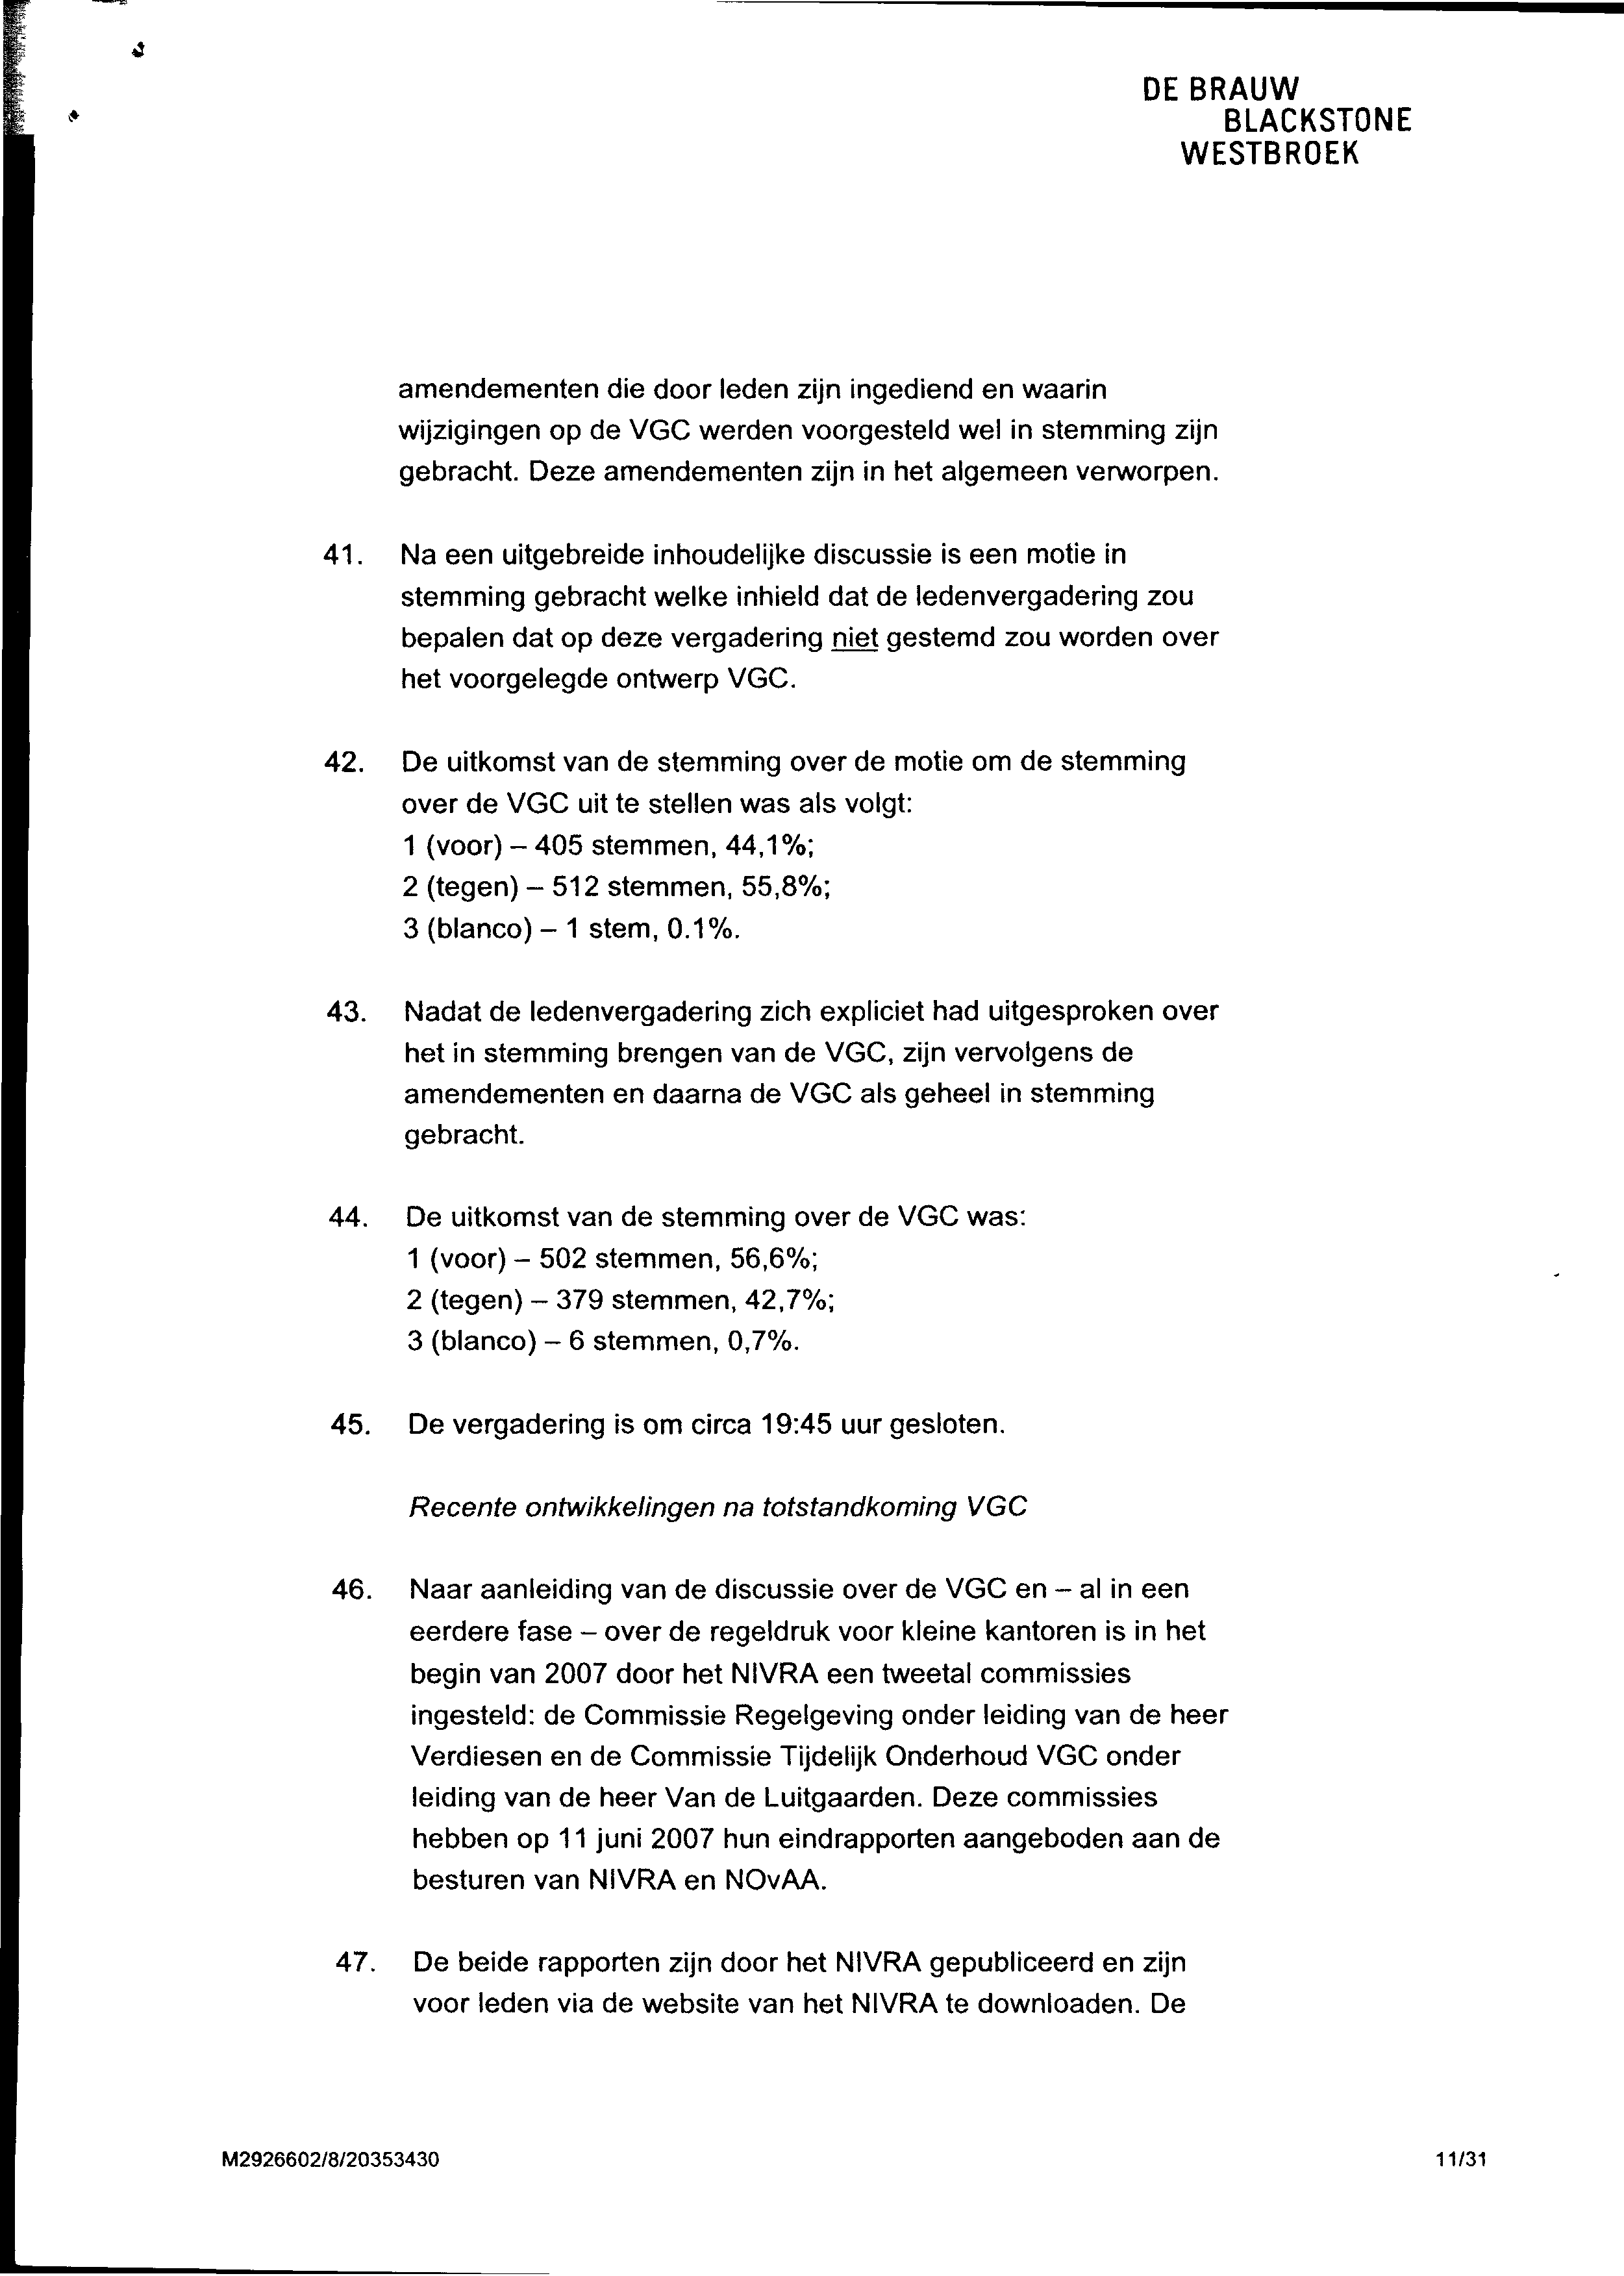 DE BRAUW
BLACKSTONE
WESTBROEK
amendementen die door leden zijn ingediend en waarin
wijzigingen op de VGC werden voorgesteld wel in stemming zijn
gebracht. Deze amendementen zijn in het algemeen verworpen.
41. Na een uitgebreide inhoudelijke discussie is een motie in
stemming gebracht welke inhield dat de ledenvergadering zou
bepalen dat op deze vergadering niet gestemd zou worden over
het voorgelegde ontwerp VGC.
42. De uitkomst van de stemming over de motie om de stemming
over de VGC uit te stellen was als volgt:
1 (voor) – 405 stemmen, 44,1%;
2 (tegen) – 512 stemmen, 55,8%;
3 (blanco) – 1 stem, 0.1%.
43. Nadat de ledenvergadering zich expliciet had uitgesproken over
het in stemming brengen van de VGC, zijn vervolgens de
amendementen en daarna de VGC als geheel in stemming
gebracht.
44. De uitkomst van de stemming over de VGC was:
1 (voor) – 502 stemmen, 56,6%;
2 (tegen) – 379 stemmen, 42,7%;
3 (blanco) – 6 stemmen, 0,7%.
45. De vergadering is om circa 19:45 uur gesloten.
Recente ontwikkelingen na totstandkoming VGC
46. Naar aanleiding van de discussie over de VGC en – al in een
eerdere fase – over de regeldruk voor kleine kantoren is in het
begin van 2007 door het NIVRA een tweetal commissies
ingesteld: de Commissie Regelgeving onder leiding van de heer
Verdiesen en de Commissie Tijdelijk Onderhoud VGC onder
leiding van de heer Van de Luitgaarden. Deze commissies
hebben op 11 juni 2007 hun eindrapporten aangeboden aan de
besturen van NIVRA en NOvAA.
47. De beide rapporten zijn door het NIVRA gepubliceerd en zijn
voor leden via de website van het NIVRA te downloaden. De
M2926602/8/20353430
11/31